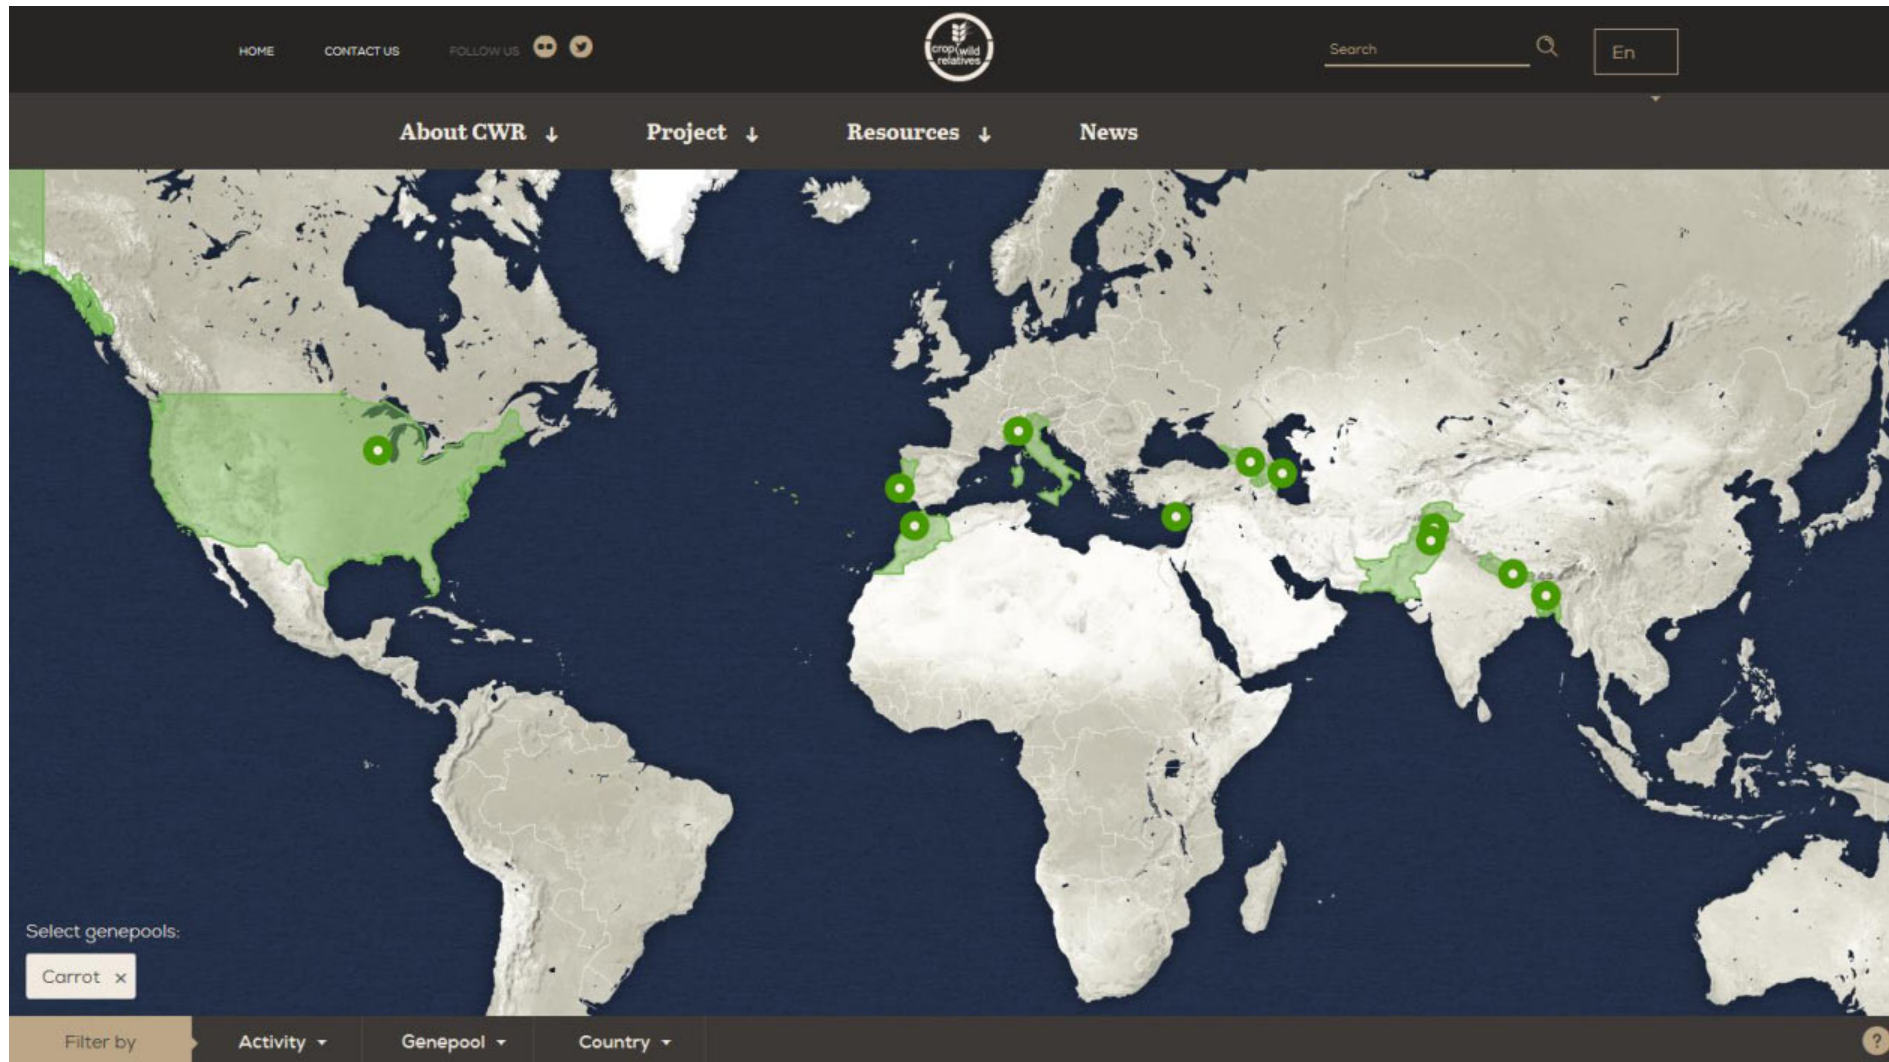 HOME CONTACT US FOLLOW US
crop wild
relatives
Search
En
About CWR Project Resources News
Select genepools:
Carrot ×
Filter by Activity Genepool Country
?